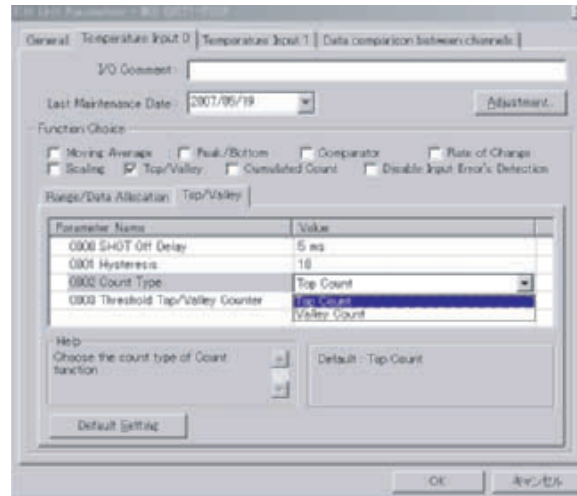 General Temperature Input 0 Temperature Input 1 Data comparison between channels
I/O Comment :
Last Maintenance Date : 2007/05/19 Adjustment..
Function Choice
Moving Average Peak/Bottom Comparator Rate of Change
Scaling Top/Valley Cumulated Count Disable Input Error's Detection
Range/Data Allocation Top/Valley
Parameter Name Value
SHOT Off Delay 5 ms
0801 Hysteresis 10
0802 Count Type Top Count
Threshold Top/Valley Counter Top Count
Valley Count
Help
Choose the count type of Count
function
Default : Top Count
Default Setting
OK キャンセル